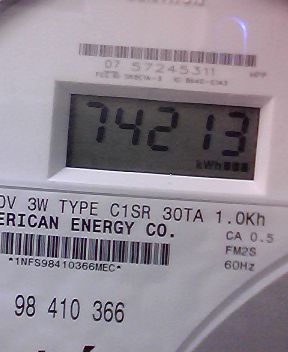 07 57245311
74213
kWh
0V 3W TYPE C1SR 30TA 1.0Kh
ERICAN ENERGY CO.
CA 0.5
FM2S
*1NFS98410366MEC*
60Hz
98 410 366